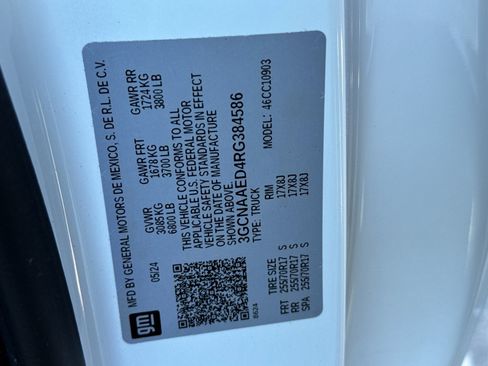 MFD BY GENERAL MOTORS DE MEXICO, S. DE R.L. DE C.V.
gm
05/24
GVWR
3085 KG
6800 LB
GAWR FRT
1678 KG
3700 LB
GAWR RR
1724 KG
3800 LB
THIS VEHICLE CONFORMS TO ALL
APPLICABLE U.S. FEDERAL MOTOR
VEHICLE SAFETY STANDARDS IN EFFECT
ON THE DATE OF MANUFACTURE
SHOWN ABOVE.
3GCNAAED4RG384586
TYPE: TRUCK
MODEL: 46CC10903
8624
TIRE SIZE RIM
FRT 255/70R17 S 17X8J
RR 255/70R17 S 17X8J
SPA 255/70R17 S 17X8J